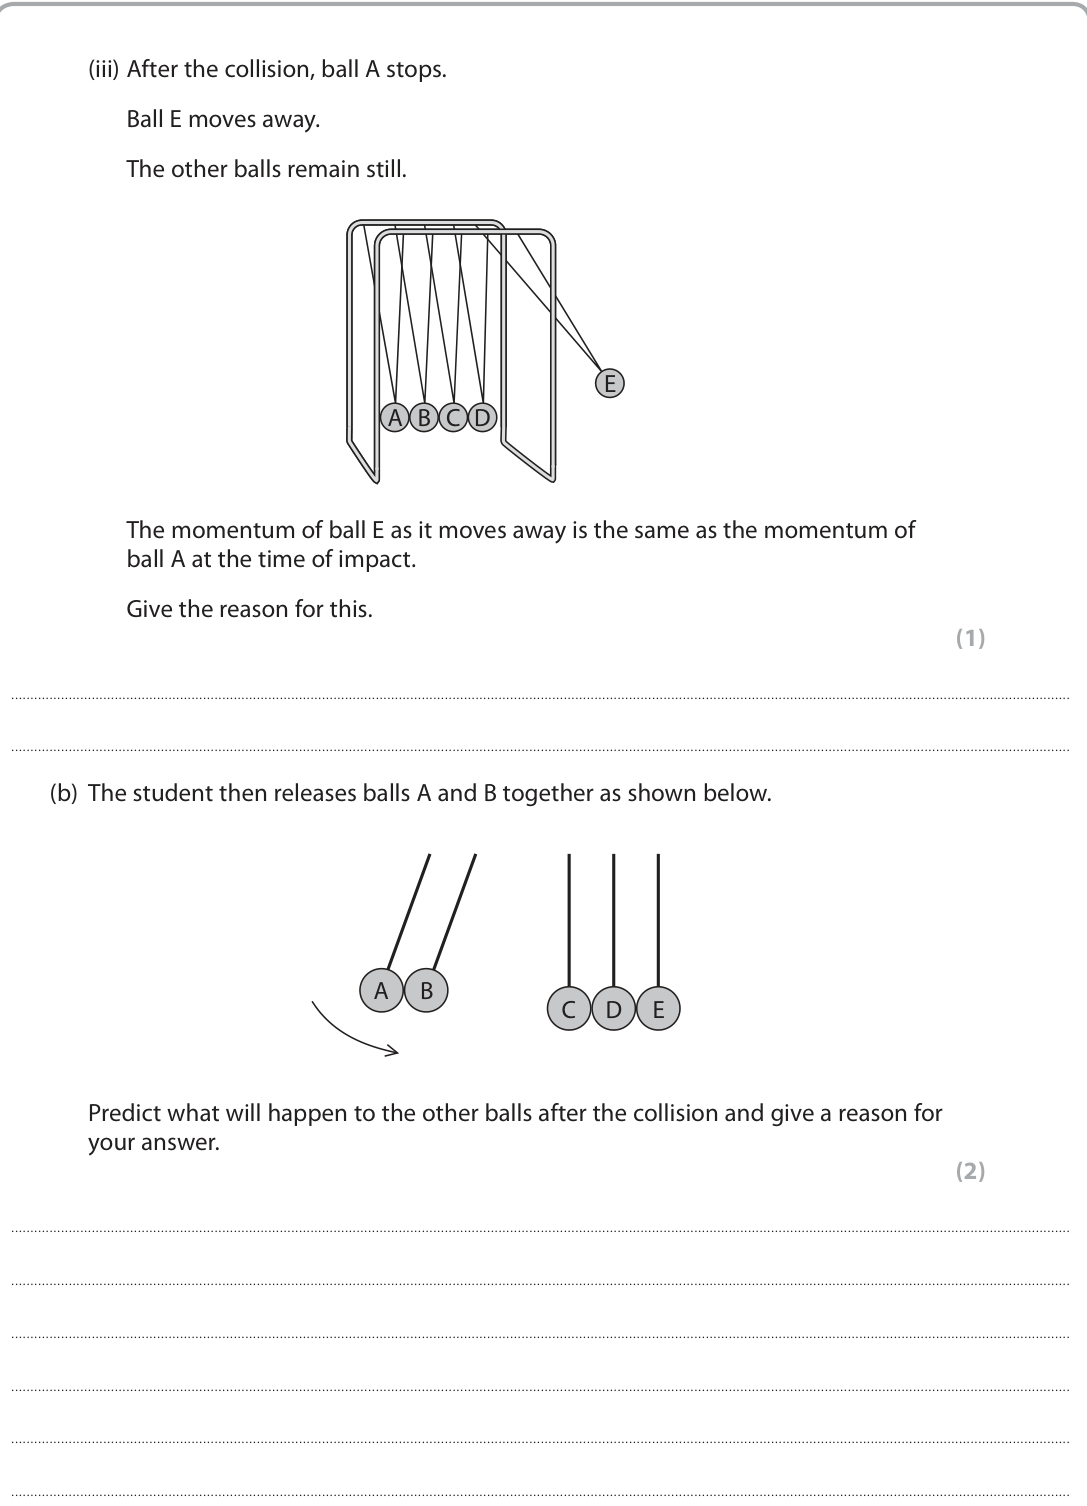 (iii) After the collision, ball A stops.
Ball E moves away.
The other balls remain still.
E
A B C D
The momentum of ball E as it moves away is the same as the momentum of
ball A at the time of impact.
Give the reason for this.
(1)
(b) The student then releases balls A and B together as shown below.
A B
C D E
Predict what will happen to the other balls after the collision and give a reason for
your answer.
(2)